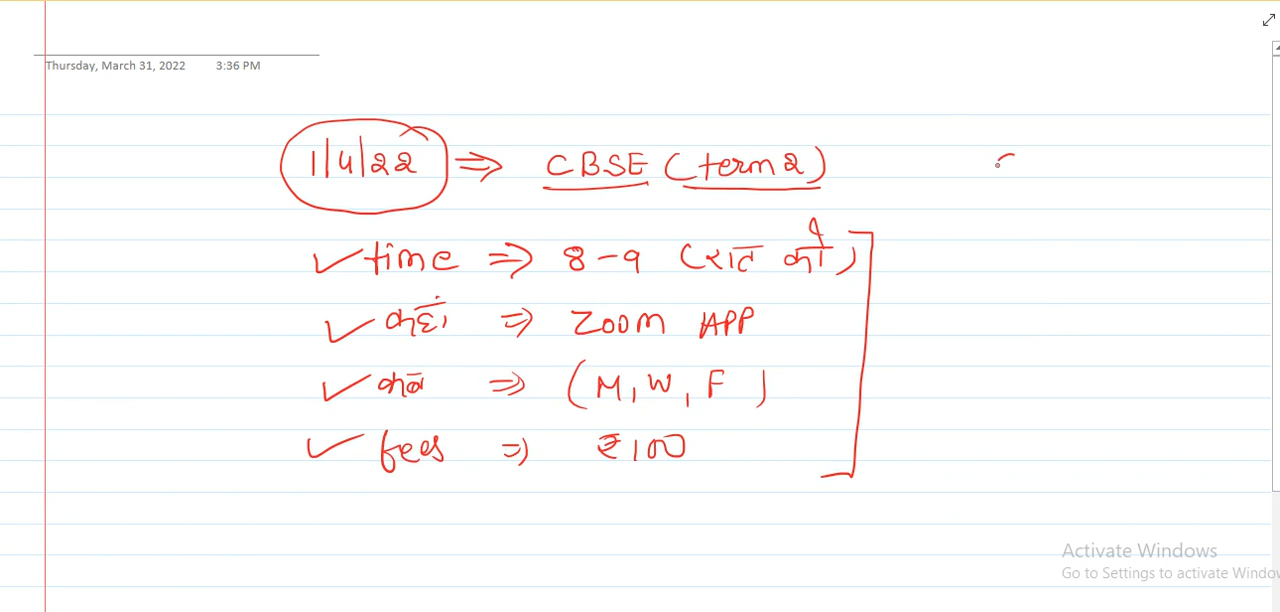 Thursday, March 31, 2022 3:36 PM
1/4/22 ⇒ CBSE (term 2)
✓ time ⇒ 8-9 (रात को)
✓ कहाँ ⇒ ZOOM APP
✓ कब ⇒ (M, W, F)
✓ fees ⇒ ₹100
Activate Windows
Go to Settings to activate Windo